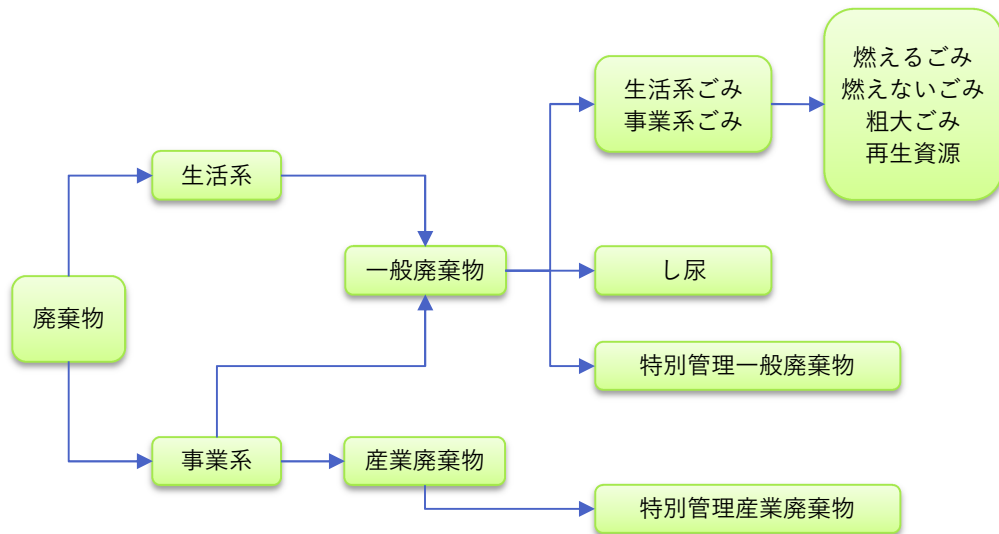 燃えるごみ
燃えないごみ
粗大ごみ
再生資源
生活系ごみ
事業系ごみ
生活系
一般廃棄物
し尿
廃棄物
特別管理一般廃棄物
事業系
産業廃棄物
特別管理産業廃棄物